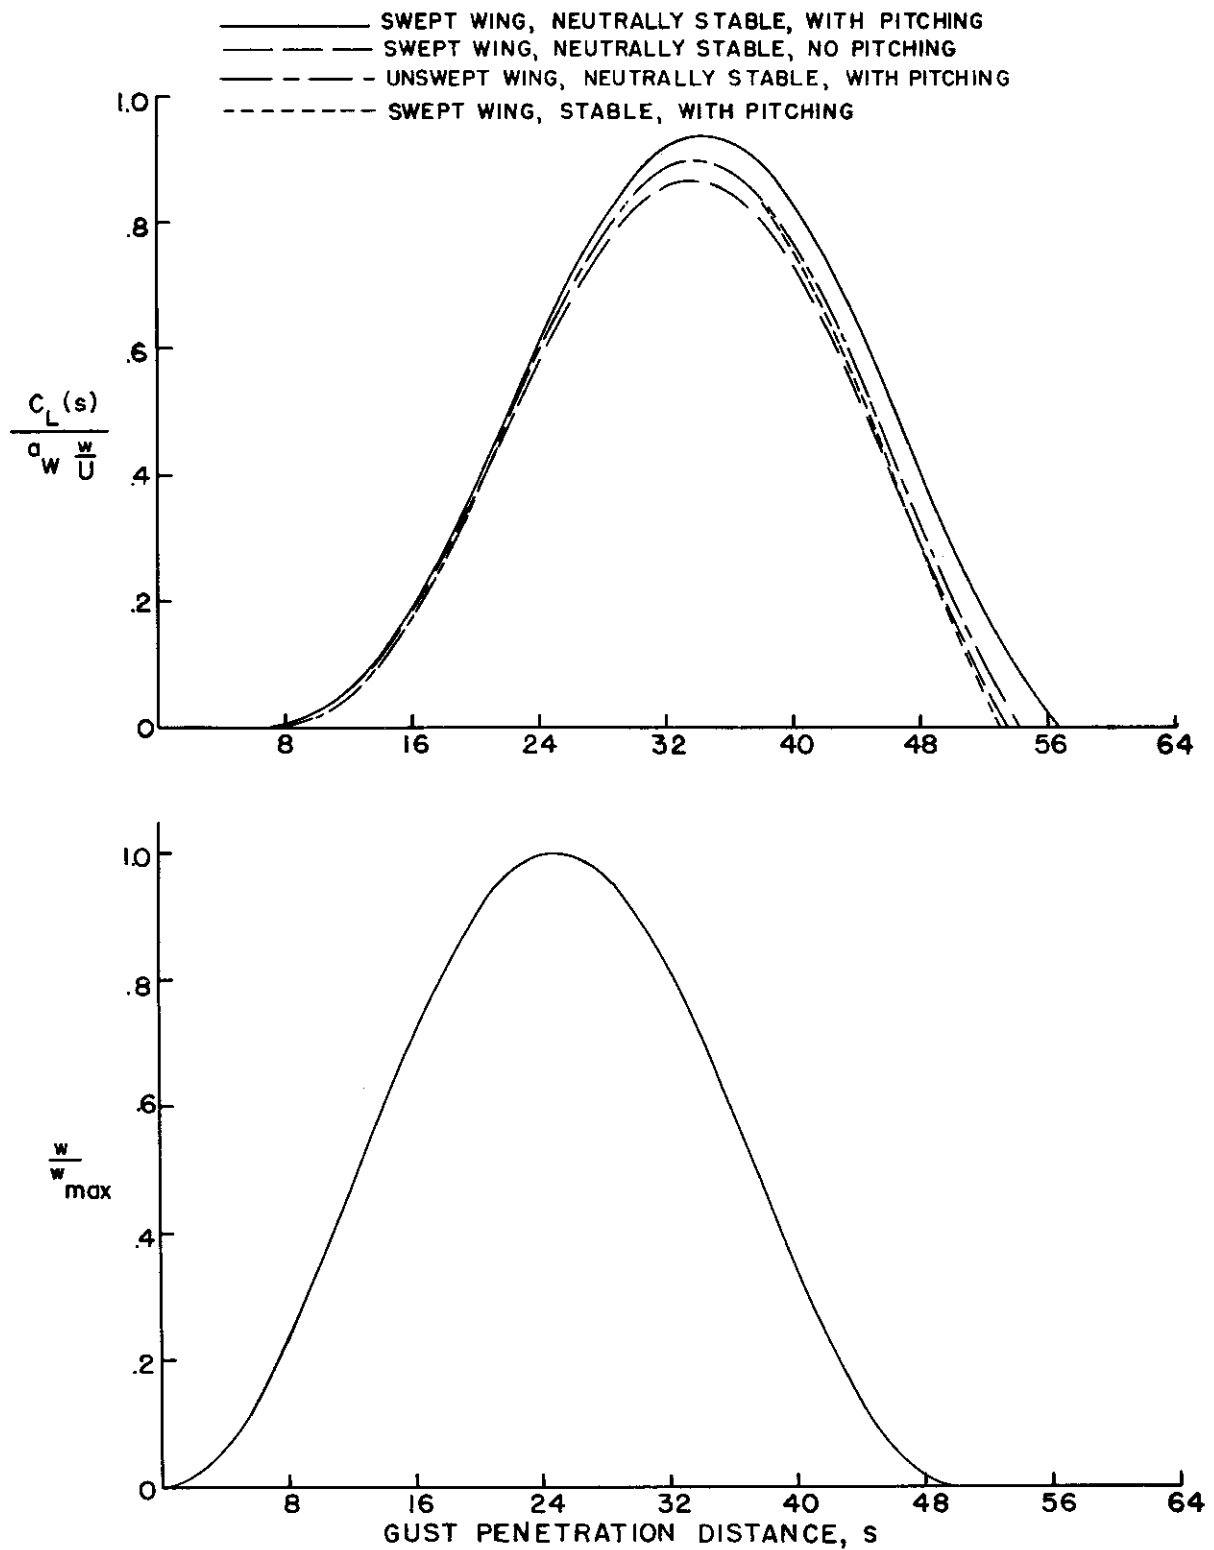 SWEPT WING, NEUTRALLY STABLE, WITH PITCHING
SWEPT WING, NEUTRALLY STABLE, NO PITCHING
UNSWEPT WING, NEUTRALLY STABLE, WITH PITCHING
SWEPT WING, STABLE, WITH PITCHING
1.0
.8
.6
.4
.2
0
C_L(s)
a_W w
U
8 16 24 32 40 48 56 64
1.0
.8
.6
.4
.2
0
w
w_max
8 16 24 32 40 48 56 64
GUST PENETRATION DISTANCE, s